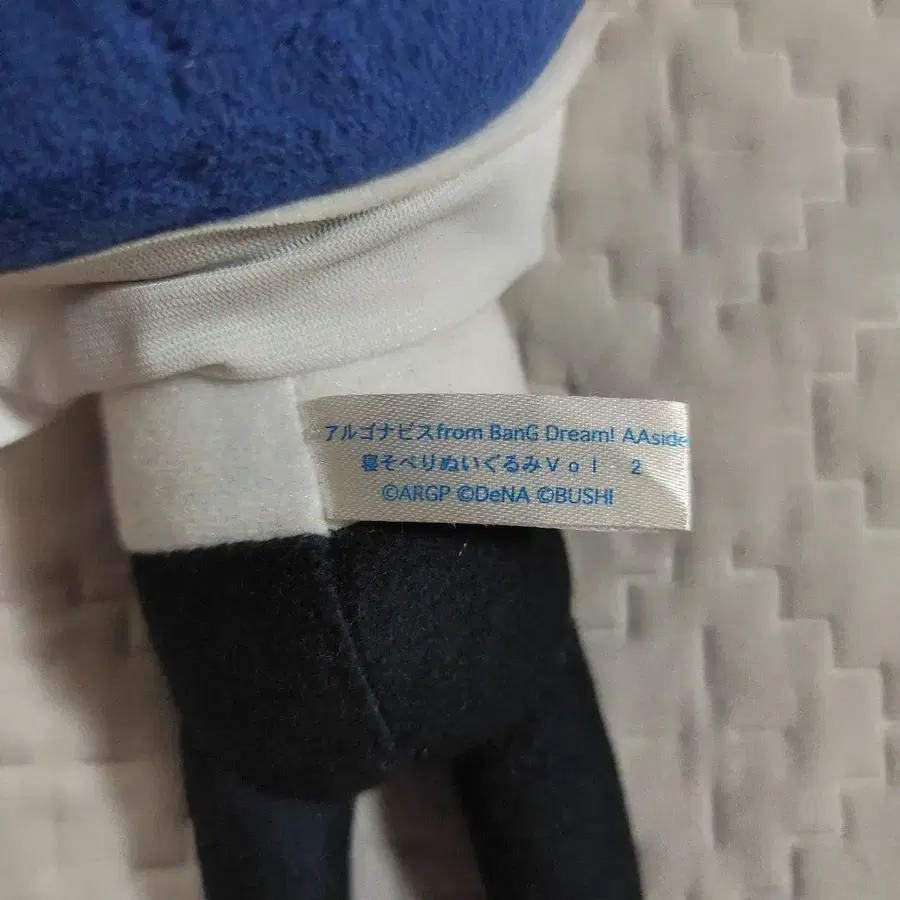 アルゴナビスfrom BanG Dream! AAside
寝そべりぬいぐるみVol 2
©ARGP ©DeNA ©BUSHI